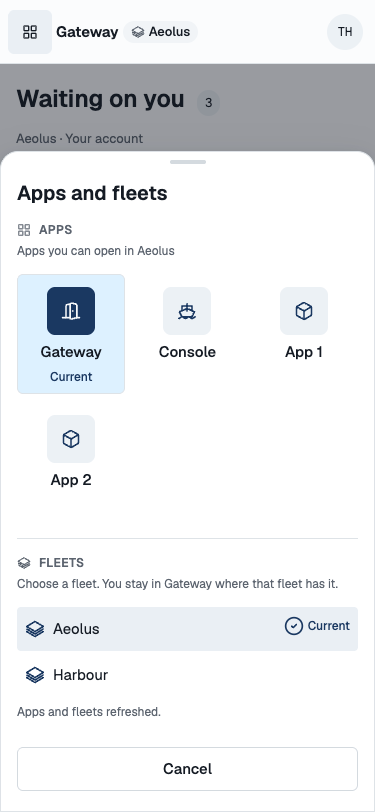 Gateway
Aeolus
TH
Waiting on you 3
Aeolus · Your account
Apps and fleets
APPS
Apps you can open in Aeolus
Gateway
Console
App 1
Current
App 2
FLEETS
Choose a fleet. You stay in Gateway where that fleet has it.
Aeolus
Current
Harbour
Apps and fleets refreshed.
Cancel